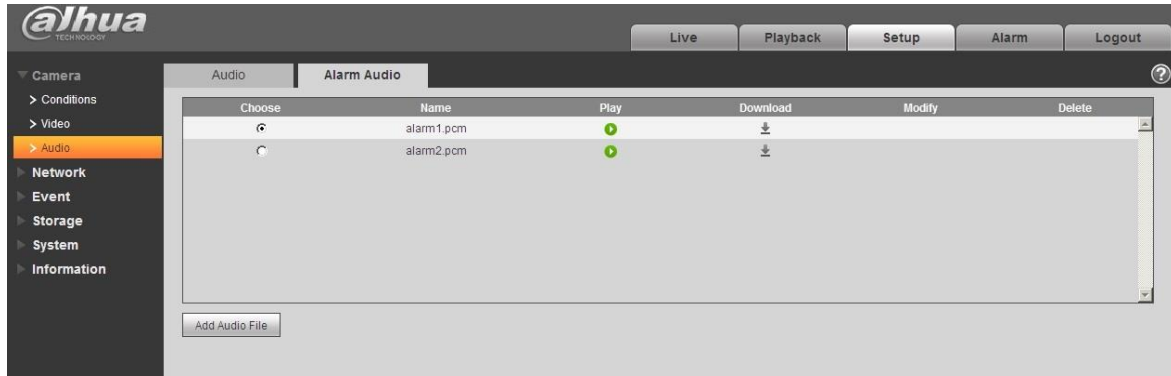 alhua
TECHNOLOGY
Live Playback Setup Alarm Logout
Camera
> Conditions
> Video
> Audio
Network
Event
Storage
System
Information
Audio Alarm Audio
?
Choose Name Play Download Modify Delete
alarm1.pcm
alarm2.pcm
Add Audio File